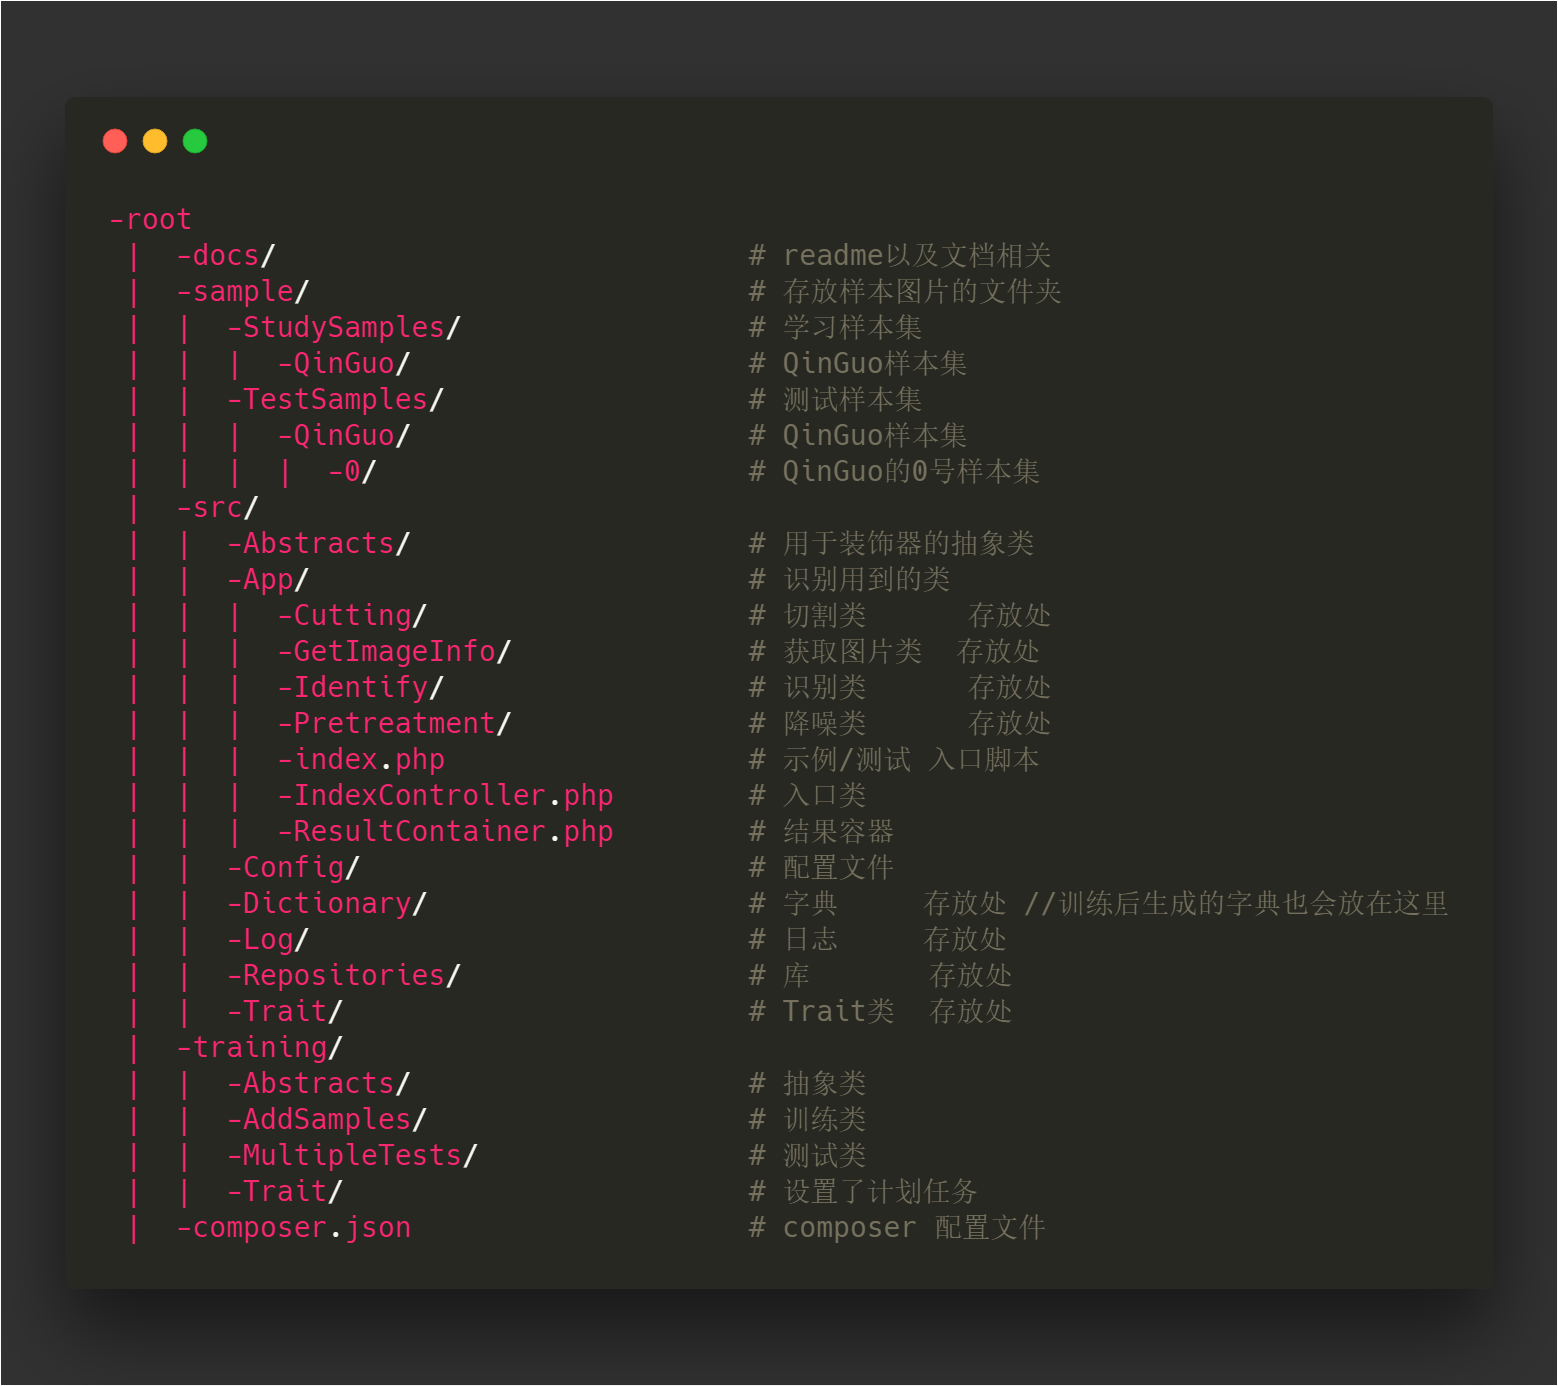 -root
 |  -docs/                            # readme以及文档相关
 |  -sample/                          # 存放样本图片的文件夹
 |  |  -StudySamples/                 # 学习样本集
 |  |  |  -QinGuo/                    # QinGuo样本集
 |  |  -TestSamples/                  # 测试样本集
 |  |  |  -QinGuo/                    # QinGuo样本集
 |  |  |  |  -0/                      # QinGuo的0号样本集
 |  -src/
 |  |  -Abstracts/                    # 用于装饰器的抽象类
 |  |  -App/                          # 识别用到的类
 |  |  |  -Cutting/                   # 切割类      存放处
 |  |  |  -GetImageInfo/              # 获取图片类  存放处
 |  |  |  -Identify/                  # 识别类      存放处
 |  |  |  -Pretreatment/              # 降噪类      存放处
 |  |  |  -index.php                  # 示例/测试 入口脚本
 |  |  |  -IndexController.php        # 入口类
 |  |  |  -ResultContainer.php        # 结果容器
 |  |  -Config/                       # 配置文件
 |  |  -Dictionary/                   # 字典     存放处 //训练后生成的字典也会放在这里
 |  |  -Log/                          # 日志     存放处
 |  |  -Repositories/                 # 库       存放处
 |  |  -Trait/                        # Trait类  存放处
 |  -training/
 |  |  -Abstracts/                    # 抽象类
 |  |  -AddSamples/                   # 训练类
 |  |  -MultipleTests/                # 测试类
 |  |  -Trait/                        # 设置了计划任务
 |  -composer.json                    # composer 配置文件